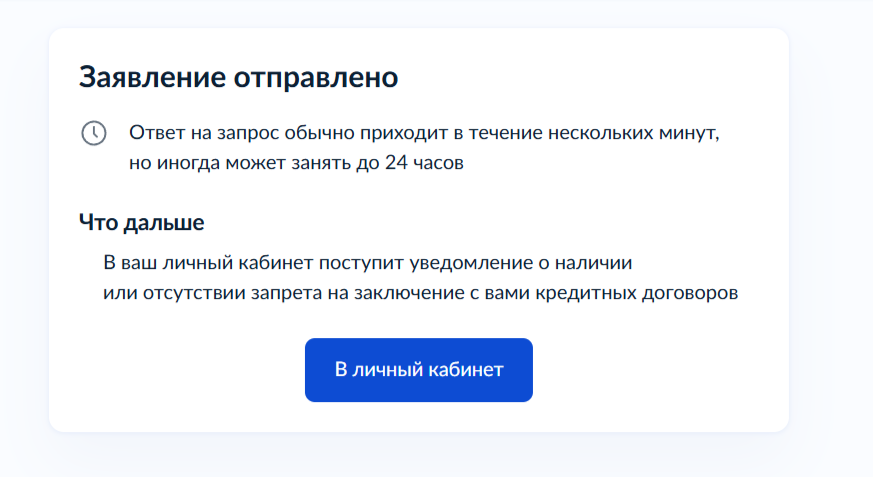 Заявление отправлено
Ответ на запрос обычно приходит в течение нескольких минут,
но иногда может занять до 24 часов
Что дальше
В ваш личный кабинет поступит уведомление о наличии
или отсутствии запрета на заключение с вами кредитных договоров
В личный кабинет